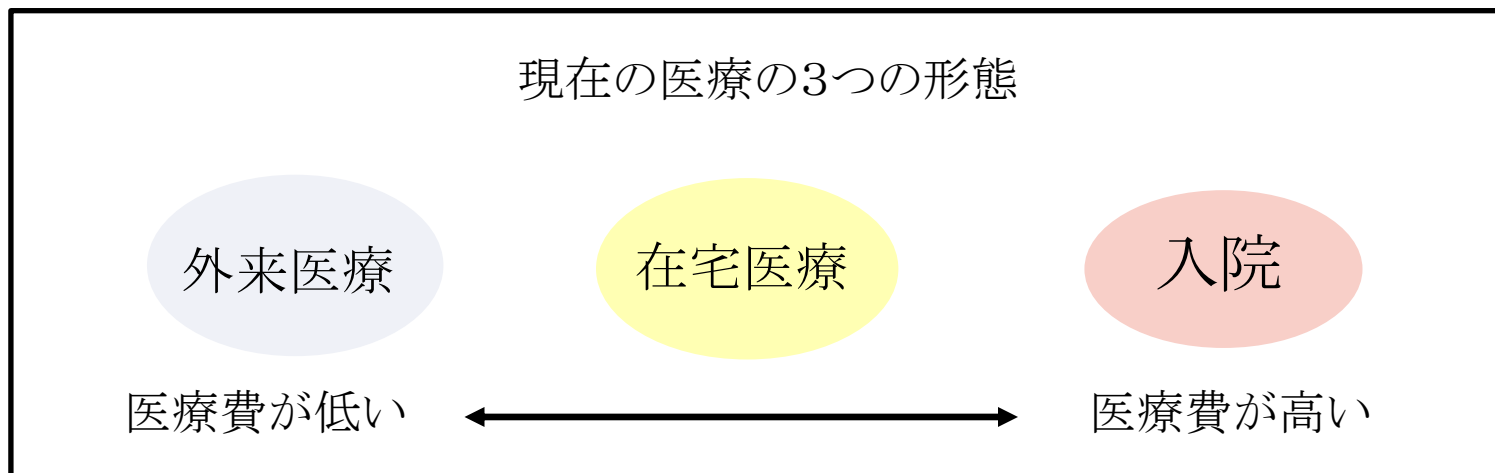 現在の医療の3つの形態
外来医療
在宅医療
入院
医療費が低い
医療費が高い